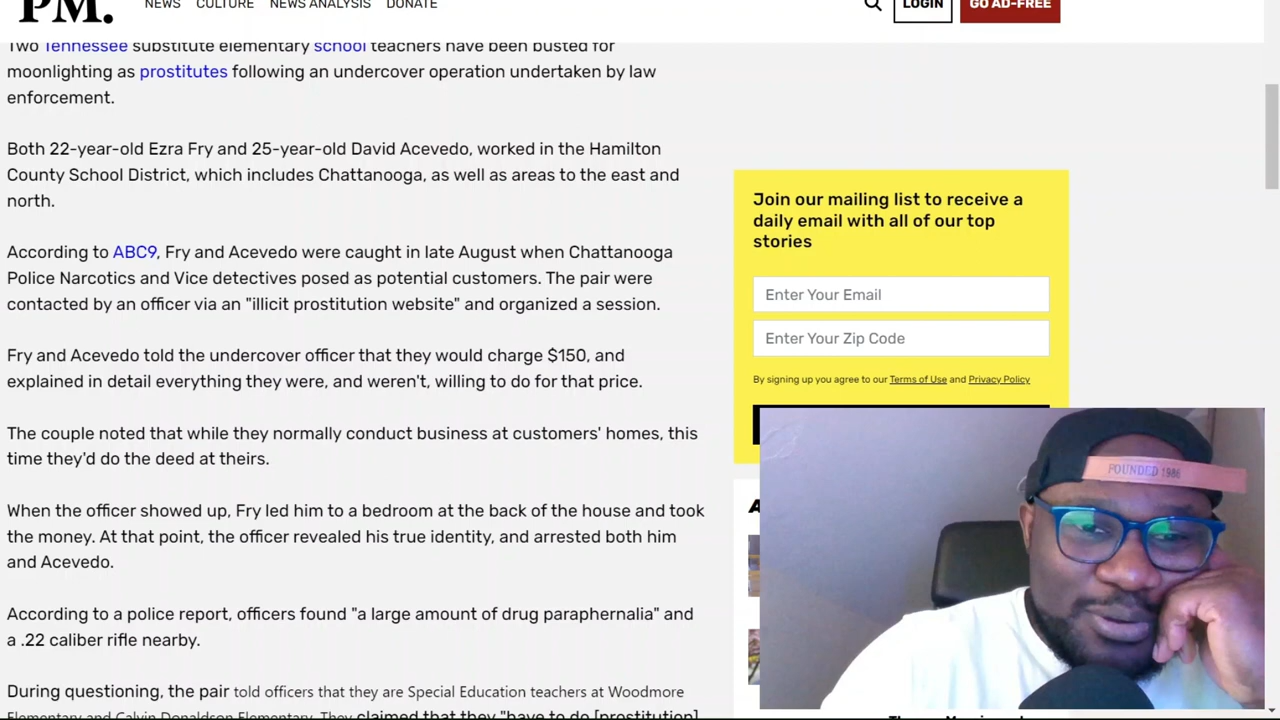 PM.
NEWS CULTURE NEWS ANALYSIS DONATE
LOGIN
GO AD-FREE
Two Tennessee substitute elementary school teachers have been busted for
moonlighting as prostitutes following an undercover operation undertaken by law
enforcement.
Both 22-year-old Ezra Fry and 25-year-old David Acevedo, worked in the Hamilton
County School District, which includes Chattanooga, as well as areas to the east and
north.
According to ABC9, Fry and Acevedo were caught in late August when Chattanooga
Police Narcotics and Vice detectives posed as potential customers. The pair were
contacted by an officer via an "illicit prostitution website" and organized a session.
Fry and Acevedo told the undercover officer that they would charge $150, and
explained in detail everything they were, and weren't, willing to do for that price.
The couple noted that while they normally conduct business at customers' homes, this
time they'd do the deed at theirs.
When the officer showed up, Fry led him to a bedroom at the back of the house and took
the money. At that point, the officer revealed his true identity, and arrested both him
and Acevedo.
According to a police report, officers found "a large amount of drug paraphernalia" and
a .22 caliber rifle nearby.
During questioning, the pair told officers that they are Special Education teachers at Woodmore
Elementary and Calvin Donaldson Elementary. They claimed that they "have to do [prostitution]
Join our mailing list to receive a
daily email with all of our top
stories
Enter Your Email
Enter Your Zip Code
By signing up you agree to our Terms of Use and Privacy Policy
FOUNDED 1986